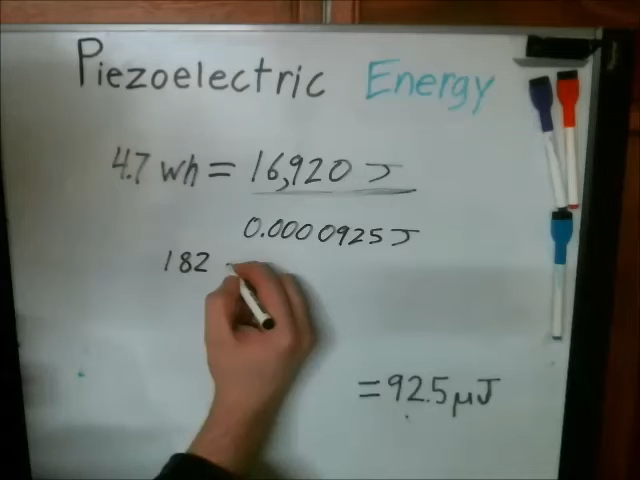 Piezoelectric Energy
4.7 wh = 16,920 J
0.0000925 J
182
= 92.5 μJ